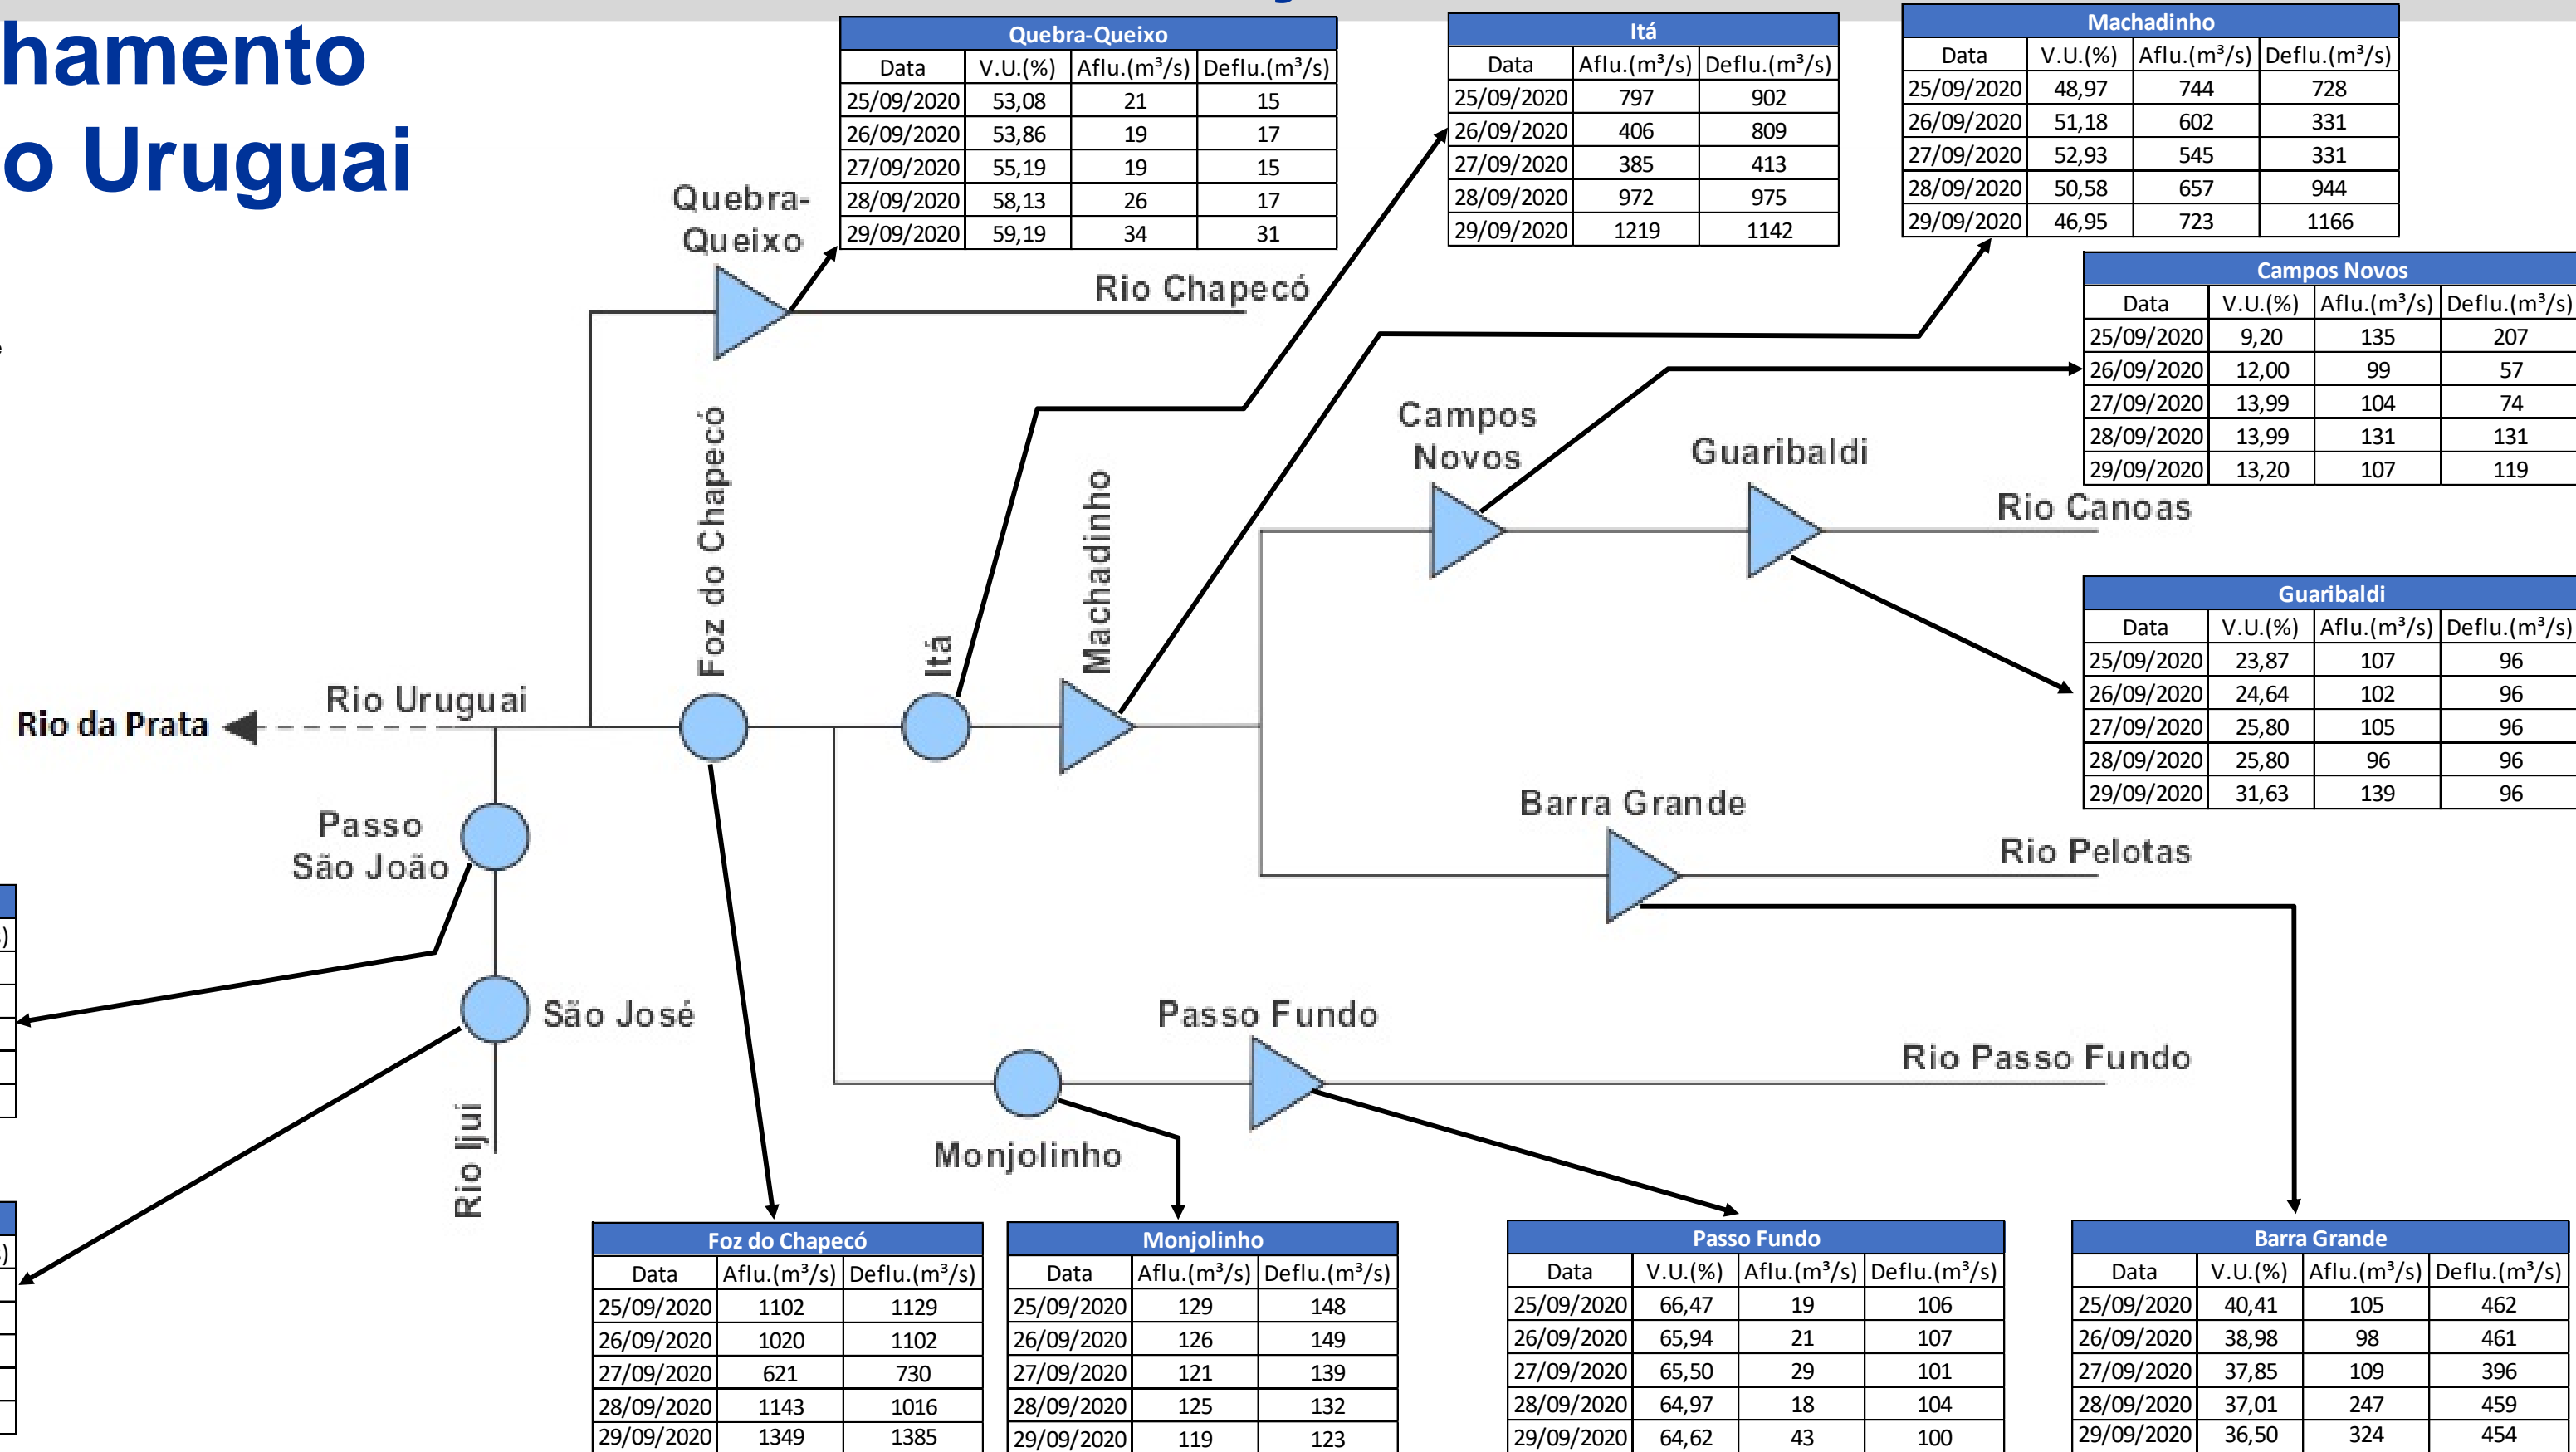 hamento
o Uruguai
Quebra-Queixo
Data V.U.(%) Aflu.(m³/s) Deflu.(m³/s)
25/09/2020 53,08 21 15
26/09/2020 53,86 19 17
27/09/2020 55,19 19 15
28/09/2020 58,13 26 17
29/09/2020 59,19 34 31
Itá
Data Aflu.(m³/s) Deflu.(m³/s)
25/09/2020 797 902
26/09/2020 406 809
27/09/2020 385 413
28/09/2020 972 975
29/09/2020 1219 1142
Machadinho
Data V.U.(%) Aflu.(m³/s) Deflu.(m³/s)
25/09/2020 48,97 744 728
26/09/2020 51,18 602 331
27/09/2020 52,93 545 331
28/09/2020 50,58 657 944
29/09/2020 46,95 723 1166
Campos Novos
Data V.U.(%) Aflu.(m³/s) Deflu.(m³/s)
25/09/2020 9,20 135 207
26/09/2020 12,00 99 57
27/09/2020 13,99 104 74
28/09/2020 13,99 131 131
29/09/2020 13,20 107 119
Quebra-
Queixo
Rio Chapecó
Foz do Chapecó
Itá
Machadinho
Campos
Novos
Guaribaldi
Rio Canoas
Guaribaldi
Data V.U.(%) Aflu.(m³/s) Deflu.(m³/s)
25/09/2020 23,87 107 96
26/09/2020 24,64 102 96
27/09/2020 25,80 105 96
28/09/2020 25,80 96 96
29/09/2020 31,63 139 96
Rio da Prata
Rio Uruguai
Passo
São João
Barra Grande
Rio Pelotas
São José
Rio Ijui
Passo Fundo
Rio Passo Fundo
Monjolinho
Foz do Chapecó
Data Aflu.(m³/s) Deflu.(m³/s)
25/09/2020 1102 1129
26/09/2020 1020 1102
27/09/2020 621 730
28/09/2020 1143 1016
29/09/2020 1349 1385
Monjolinho
Data Aflu.(m³/s) Deflu.(m³/s)
25/09/2020 129 148
26/09/2020 126 149
27/09/2020 121 139
28/09/2020 125 132
29/09/2020 119 123
Passo Fundo
Data V.U.(%) Aflu.(m³/s) Deflu.(m³/s)
25/09/2020 66,47 19 106
26/09/2020 65,94 21 107
27/09/2020 65,50 29 101
28/09/2020 64,97 18 104
29/09/2020 64,62 43 100
Barra Grande
Data V.U.(%) Aflu.(m³/s) Deflu.(m³/s)
25/09/2020 40,41 105 462
26/09/2020 38,98 98 461
27/09/2020 37,85 109 396
28/09/2020 37,01 247 459
29/09/2020 36,50 324 454